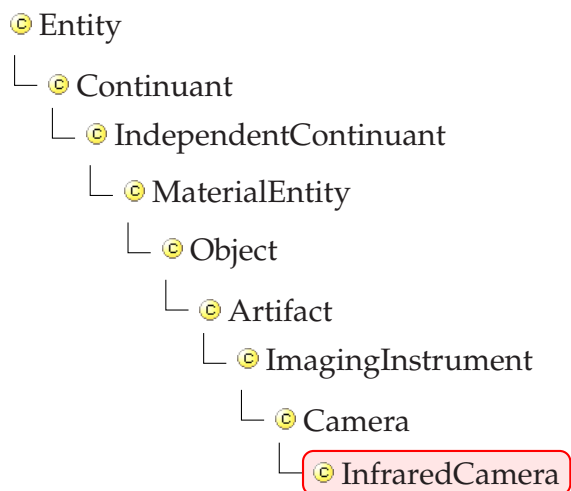 C Entity
C Continuant
C IndependentContinuant
C MaterialEntity
C Object
C Artifact
C ImagingInstrument
C Camera
C InfraredCamera